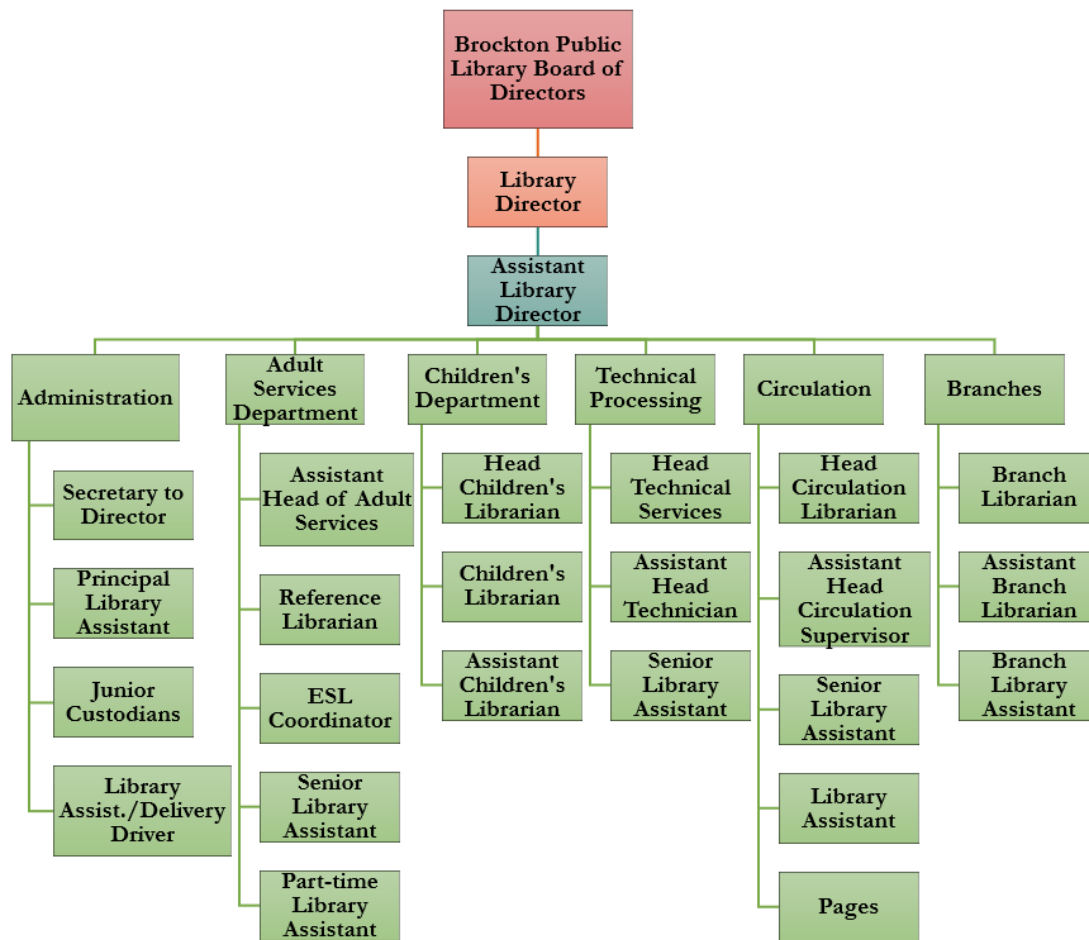 Brockton Public
Library Board of
Directors
Library
Director
Assistant
Library
Director
Administration
Secretary to
Director
Principal
Library
Assistant
Junior
Custodians
Library
Assist./Delivery
Driver
Adult
Services
Department
Assistant
Head of Adult
Services
Reference
Librarian
ESL
Coordinator
Senior
Library
Assistant
Part-time
Library
Assistant
Children's
Department
Head
Children's
Librarian
Children's
Librarian
Assistant
Children's
Librarian
Technical
Processing
Head
Technical
Services
Assistant
Head
Technician
Senior
Library
Assistant
Circulation
Head
Circulation
Librarian
Assistant
Head
Circulation
Supervisor
Senior
Library
Assistant
Library
Assistant
Pages
Branches
Branch
Librarian
Assistant
Branch
Librarian
Branch
Library
Assistant